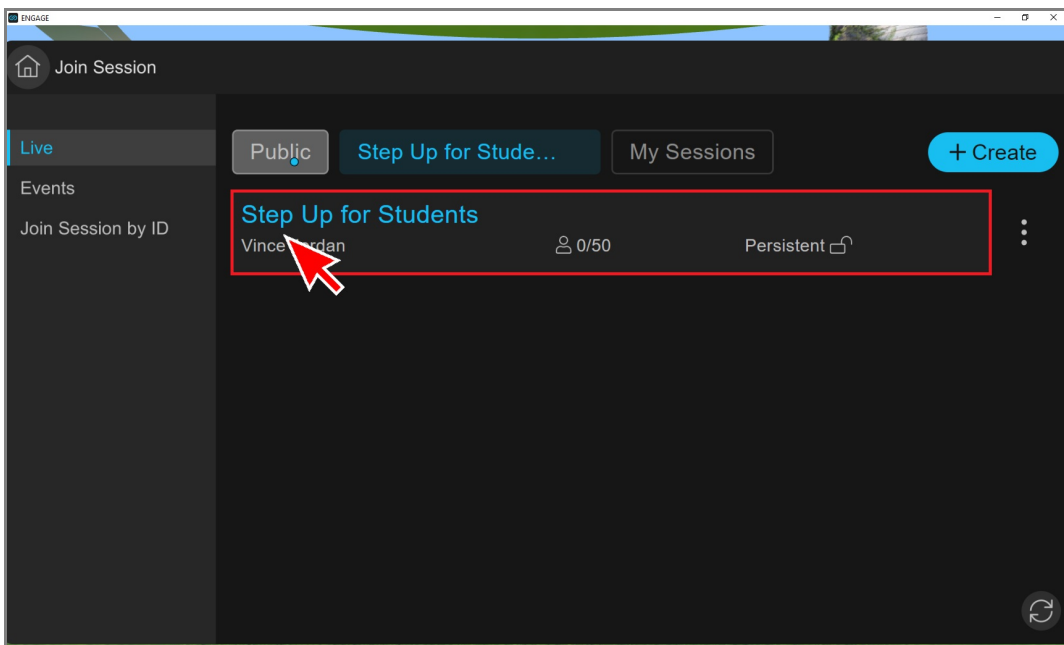 ENGAGE
Join Session
Live
Events
Join Session by ID
Public
Step Up for Stude...
My Sessions
+ Create
Step Up for Students
Vince Jordan
0/50
Persistent